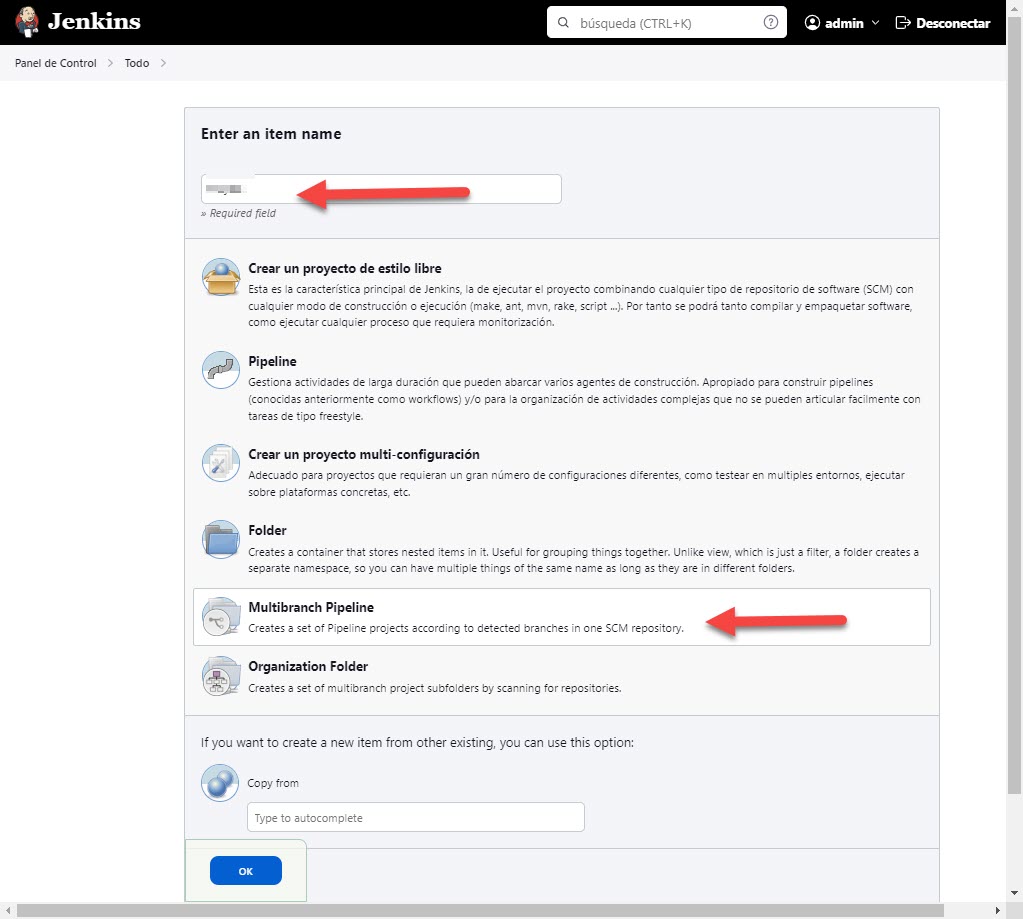 Jenkins
búsqueda (CTRL+K)
admin
Desconectar
Panel de Control
Todo
Enter an item name
» Required field
Crear un proyecto de estilo libre
Esta es la característica principal de Jenkins, la de ejecutar el proyecto combinando cualquier tipo de repositorio de software (SCM) con
cualquier modo de construcción o ejecución (make, ant, mvn, rake, script ...). Por tanto se podrá tanto compilar y empaquetar software,
como ejecutar cualquier proceso que requiera monitorización.
Pipeline
Gestiona actividades de larga duración que pueden abarcar varios agentes de construcción. Apropiado para construir pipelines
(conocidas anteriormente como workflows) y/o para la organización de actividades complejas que no se pueden articular facilmente con
tareas de tipo freestyle.
Crear un proyecto multi-configuración
Adecuado para proyectos que requieran un gran número de configuraciones diferentes, como testear en multiples entornos, ejecutar
sobre plataformas concretas, etc.
Folder
Creates a container that stores nested items in it. Useful for grouping things together. Unlike view, which is just a filter, a folder creates a
separate namespace, so you can have multiple things of the same name as long as they are in different folders.
Multibranch Pipeline
Creates a set of Pipeline projects according to detected branches in one SCM repository.
Organization Folder
Creates a set of multibranch project subfolders by scanning for repositories.
If you want to create a new item from other existing, you can use this option:
Copy from
Type to autocomplete
OK